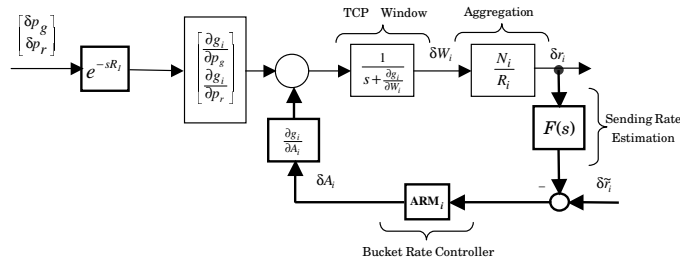 TCP Window
Aggregation
[δp_g
δp_r]
e^{-sR_I}
[∂g_i/∂p_g
∂g_i/∂p_r]
1/(s+∂g_i/∂W_i)
δW_i
N_i/R_i
δr_i
F(s)
Sending Rate
Estimation
∂g_i/∂A_i
δA_i
ARM_i
−
δr̃_i
Bucket Rate Controller